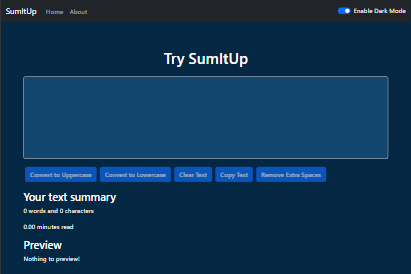 SumItUp Home About Enable Dark Mode
Try SumItUp
Convert to Uppercase Convert to Lowercase Clear Text Copy Text Remove Extra Spaces
Your text summary
0 words and 0 characters
0.00 minutes read
Preview
Nothing to preview!